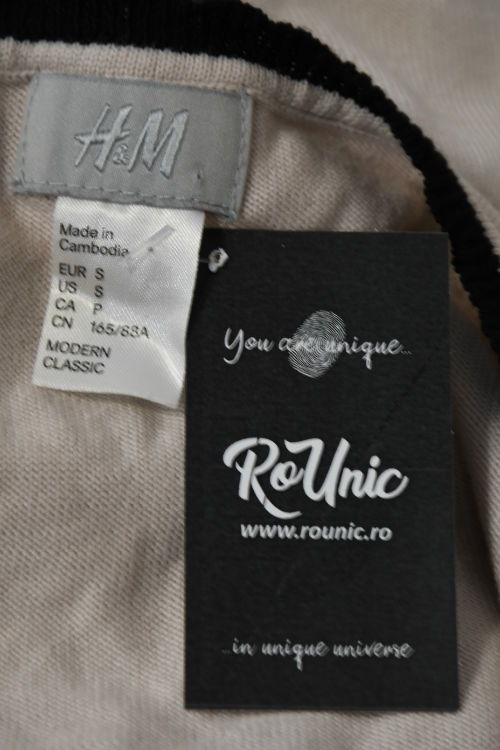 H&M
Made in
Cambodia
EUR S
US S
CA P
CN 165/83A
MODERN
CLASSIC
You are unique...
RoUnic
www.rounic.ro
...in unique universe